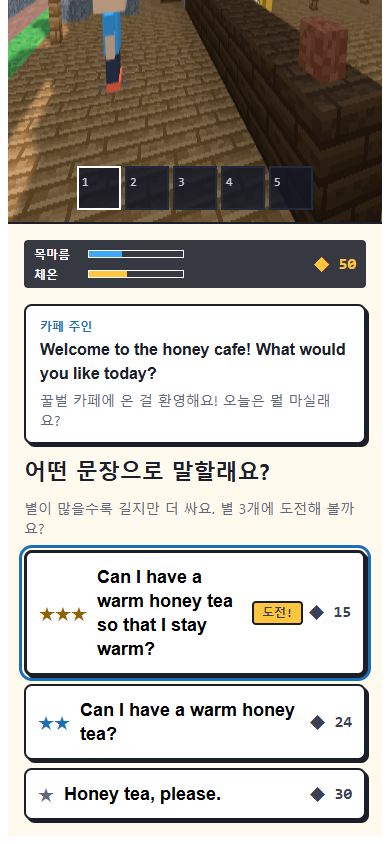 1 2 3 4 5
목마름
체온
50
카페 주인
Welcome to the honey cafe! What would
you like today?
꿀벌 카페에 온 걸 환영해요! 오늘은 뭘 마실래
요?
어떤 문장으로 말할래요?
별이 많을수록 길지만 더 싸요. 별 3개에 도전해 볼까
요?
★★★ Can I have a
warm honey tea
so that I stay
warm?
도전! 15
★★ Can I have a warm honey
tea?
24
★ Honey tea, please. 30